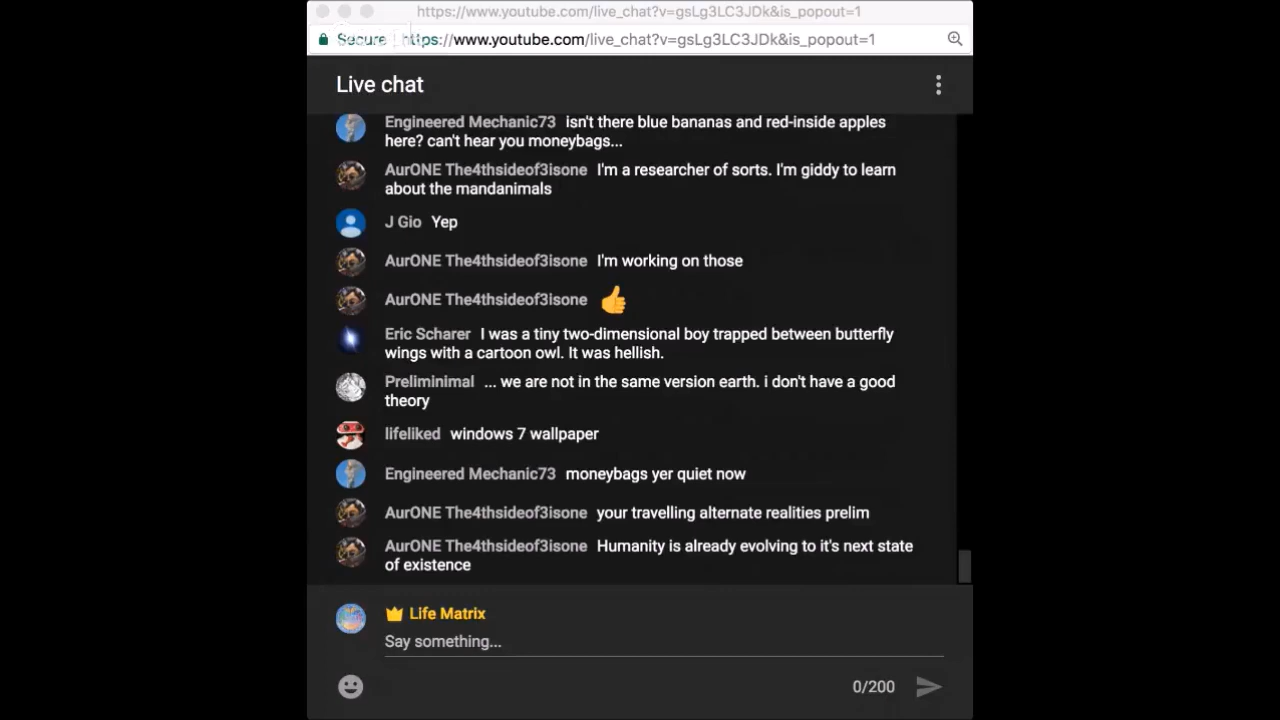 https://www.youtube.com/live_chat?v=gsLg3LC3JDk&is_popout=1
Secure https://www.youtube.com/live_chat?v=gsLg3LC3JDk&is_popout=1
Live chat
Engineered Mechanic73 isn't there blue bananas and red-inside apples
here? can't hear you moneybags...
AurONE The4thsideof3isone I'm a researcher of sorts. I'm giddy to learn
about the mandanimals
J Gio Yep
AurONE The4thsideof3isone I'm working on those
AurONE The4thsideof3isone 👍
Eric Scharer I was a tiny two-dimensional boy trapped between butterfly
wings with a cartoon owl. It was hellish.
Preliminimal ... we are not in the same version earth. i don't have a good
theory
lifeliked windows 7 wallpaper
Engineered Mechanic73 moneybags yer quiet now
AurONE The4thsideof3isone your travelling alternate realities prelim
AurONE The4thsideof3isone Humanity is already evolving to it's next state
of existence
Life Matrix
Say something...
0/200